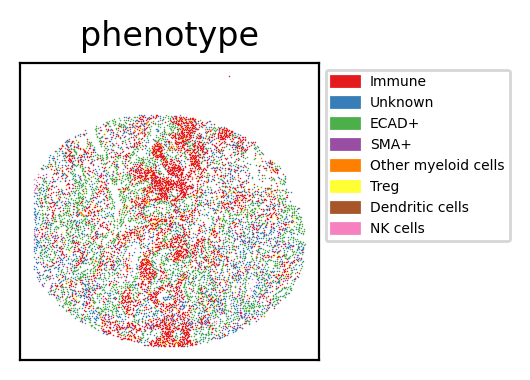 phenotype
Immune
Unknown
ECAD+
SMA+
Other myeloid cells
Treg
Dendritic cells
NK cells